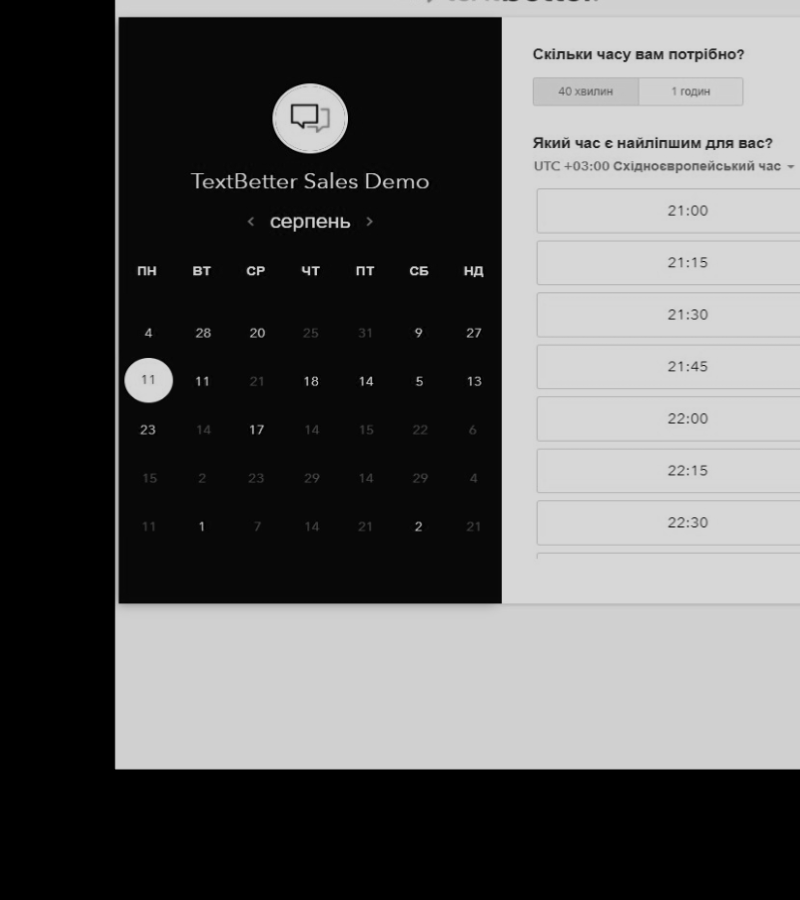 TextBetter Sales Demo
серпень
ПН ВТ СР ЧТ ПТ СБ НД
4 28 20 25 31 9 27
11 11 21 18 14 5 13
23 14 17 14 15 22 6
15 2 23 29 14 29 4
11 1 7 14 21 2 21
Скільки часу вам потрібно?
40 хвилин 1 годин
Який час є найліпшим для вас?
UTC +03:00 Східноєвропейський час
21:00
21:15
21:30
21:45
22:00
22:15
22:30